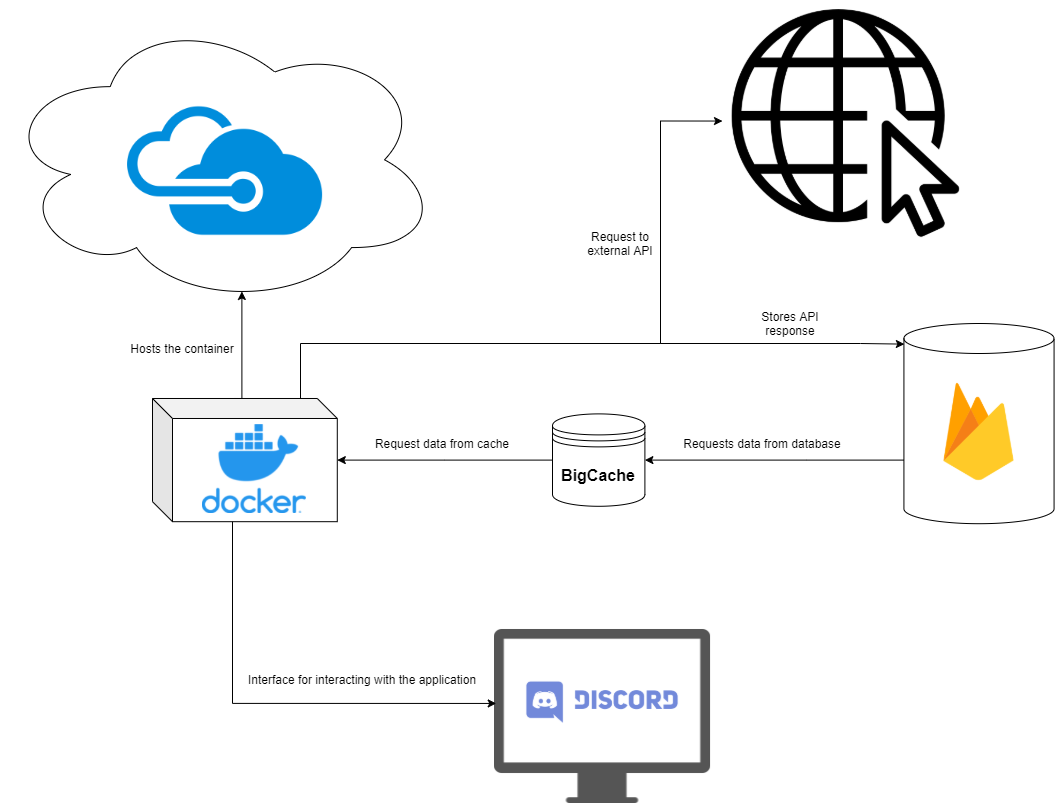 Request to
external API
Stores API
response
Hosts the container
Request data from cache
Requests data from database
BigCache
docker
Interface for interacting with the application
DISCORD